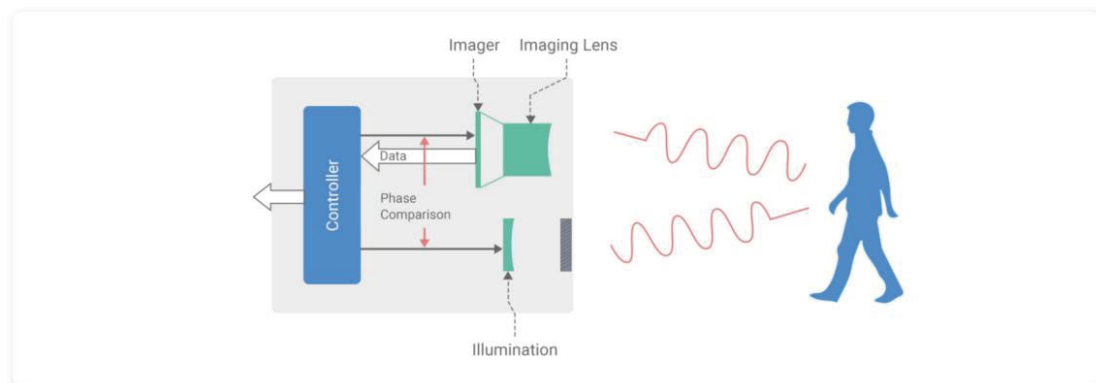 Imager
Imaging Lens
Controller
Data
Phase
Comparison
Illumination